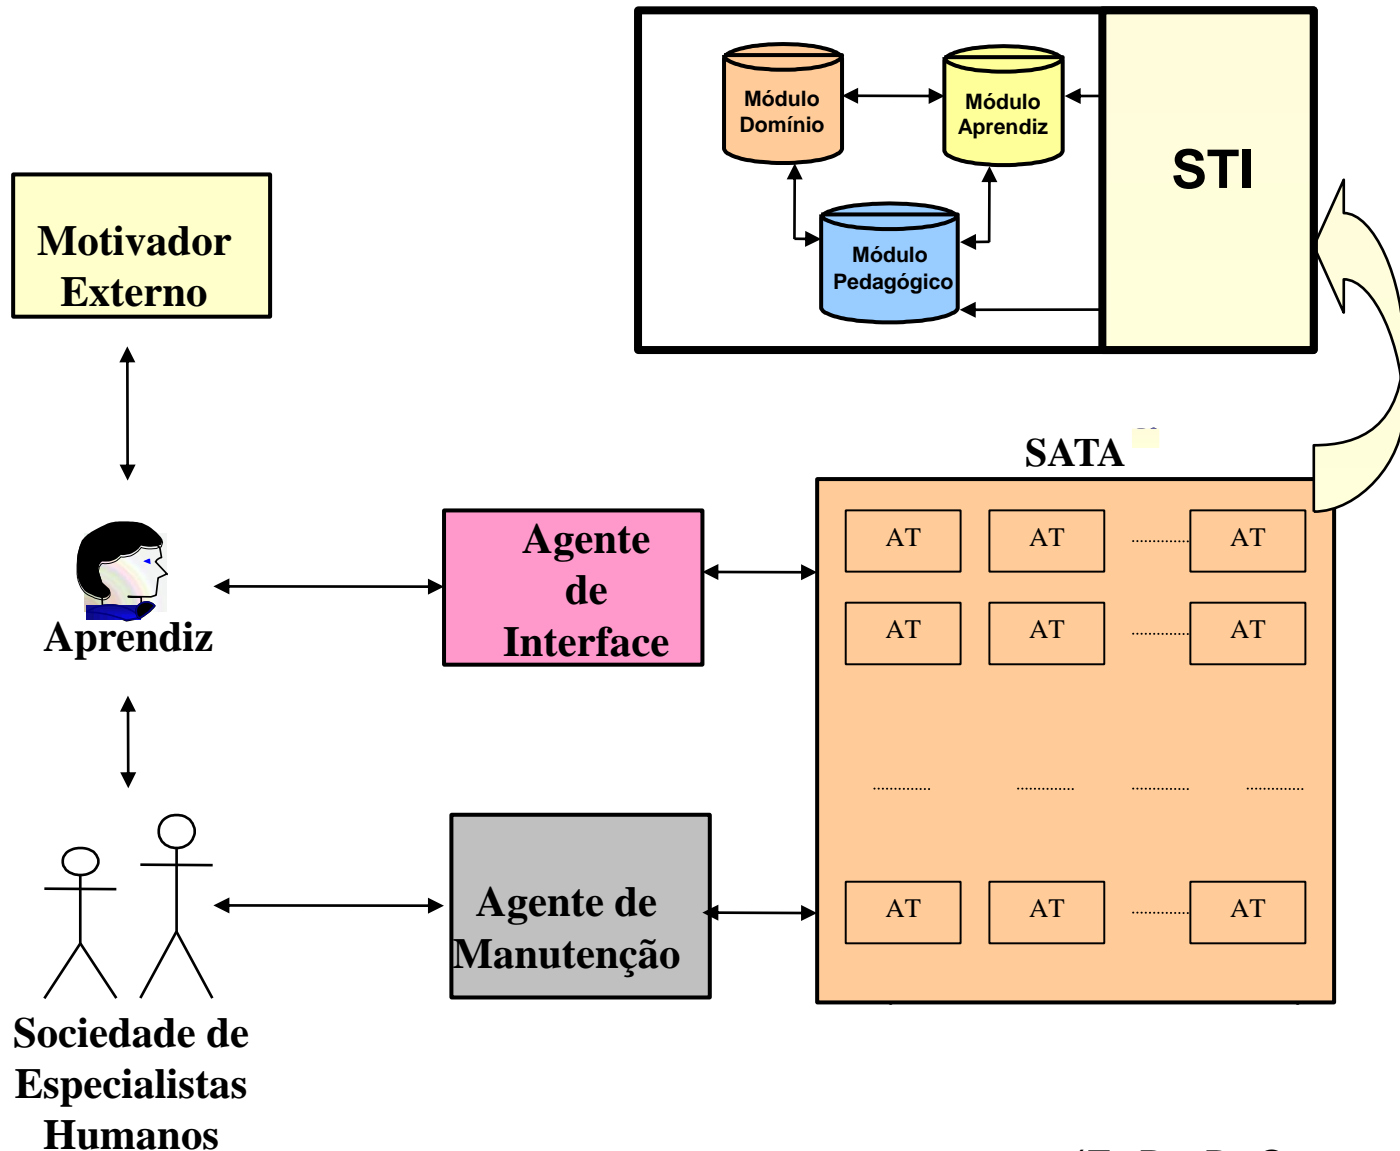 Módulo
Domínio
Módulo
Aprendiz
STI
Módulo
Pedagógico
Motivador
Externo
SATA
Agente
de
Interface
AT
AT
............. AT
AT
AT
............. AT
Aprendiz
............. ............. ............. .............
Agente de
Manutenção
AT
AT
............. AT
Sociedade de
Especialistas
Humanos